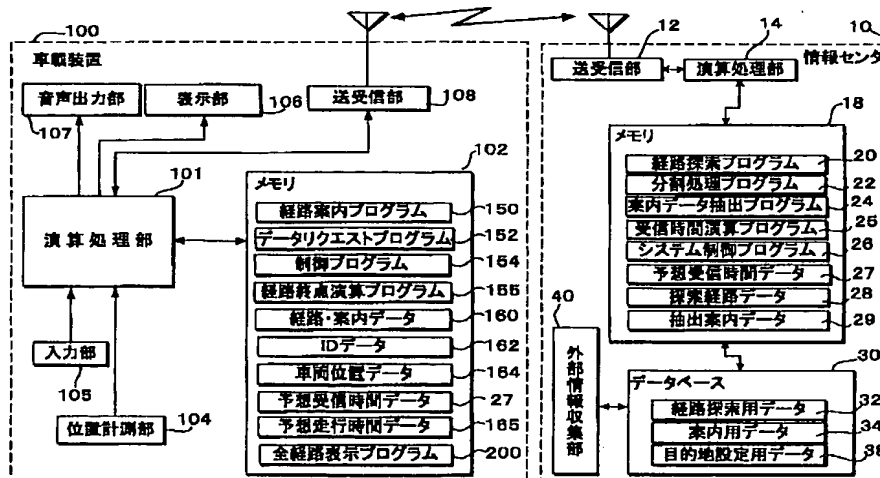 100
車載装置
音声出力部
107
表示部
106
送受信部
108
101
演算処理部
入力部
105
位置計測部
104
102
メモリ
経路案内プログラム
150
データリクエストプログラム
152
制御プログラム
154
経路終点演算プログラム
155
経路・案内データ
160
IDデータ
162
車両位置データ
164
予想受信時間データ
27
予想走行時間データ
165
全経路表示プログラム
200
10
情報センタ
12
送受信部
14
演算処理部
18
メモリ
経路探索プログラム
20
分割処理プログラム
22
案内データ抽出プログラム
24
受信時間演算プログラム
25
システム制御プログラム
26
予想受信時間データ
27
探索経路データ
28
抽出案内データ
29
40
外部情報収集部
30
データベース
経路探索用データ
32
案内用データ
34
目的地設定用データ